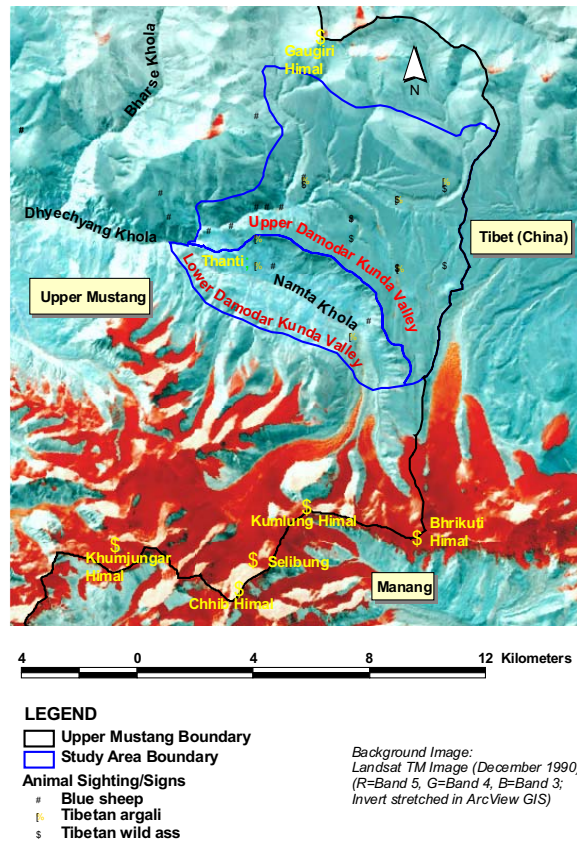 Gaugiri
Himal
N
Bharse Khola
Dhyechyang Khola
Upper Damodar Kunda Valley
Tibet (China)
Thanti
Upper Mustang
Namta Khola
Lower Damodar Kunda Valley
Kumlung Himal
Bhrikuti
Himal
Khumjungar
Himal
Selibung
Manang
Chhib Himal
4 0 4 8 12 Kilometers
LEGEND
Upper Mustang Boundary
Study Area Boundary
Animal Sighting/Signs
# Blue sheep
[ Tibetan argali
$ Tibetan wild ass
Background Image:
Landsat TM Image (December 1990)
(R=Band 5, G=Band 4, B=Band 3;
Invert stretched in ArcView GIS)